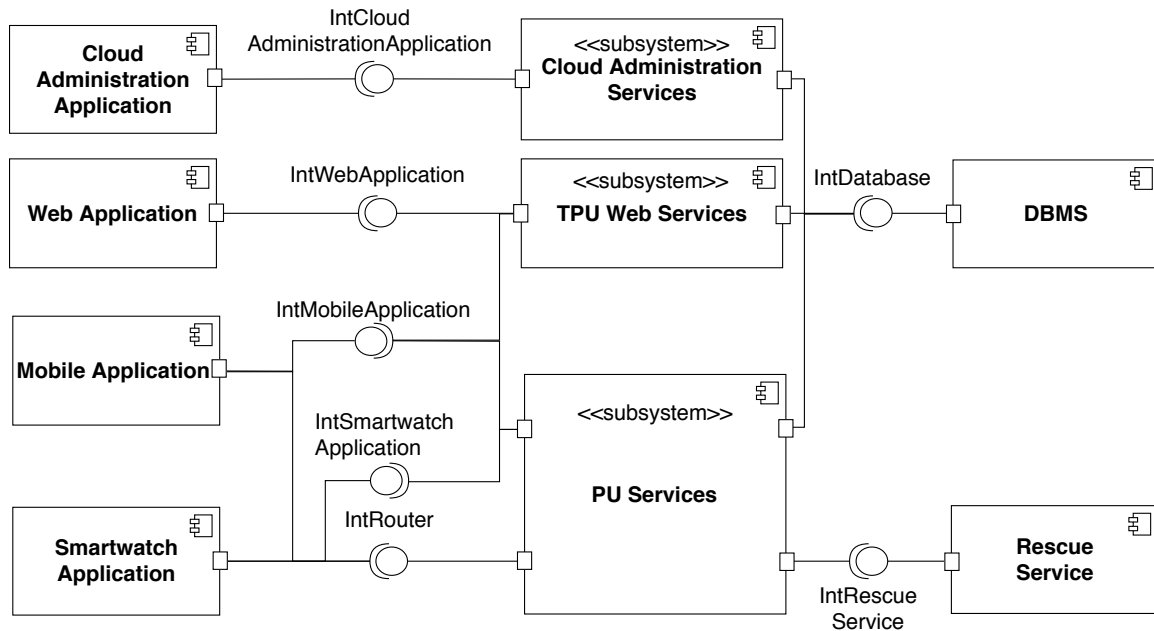 IntCloud
AdministrationApplication
Cloud
Administration
Application
<<subsystem>>
Cloud Administration
Services
IntWebApplication
Web Application
<<subsystem>>
TPU Web Services
IntDatabase
DBMS
IntMobileApplication
Mobile Application
IntSmartwatch
Application
<<subsystem>>
PU Services
IntRouter
Smartwatch
Application
Rescue
Service
IntRescue
Service